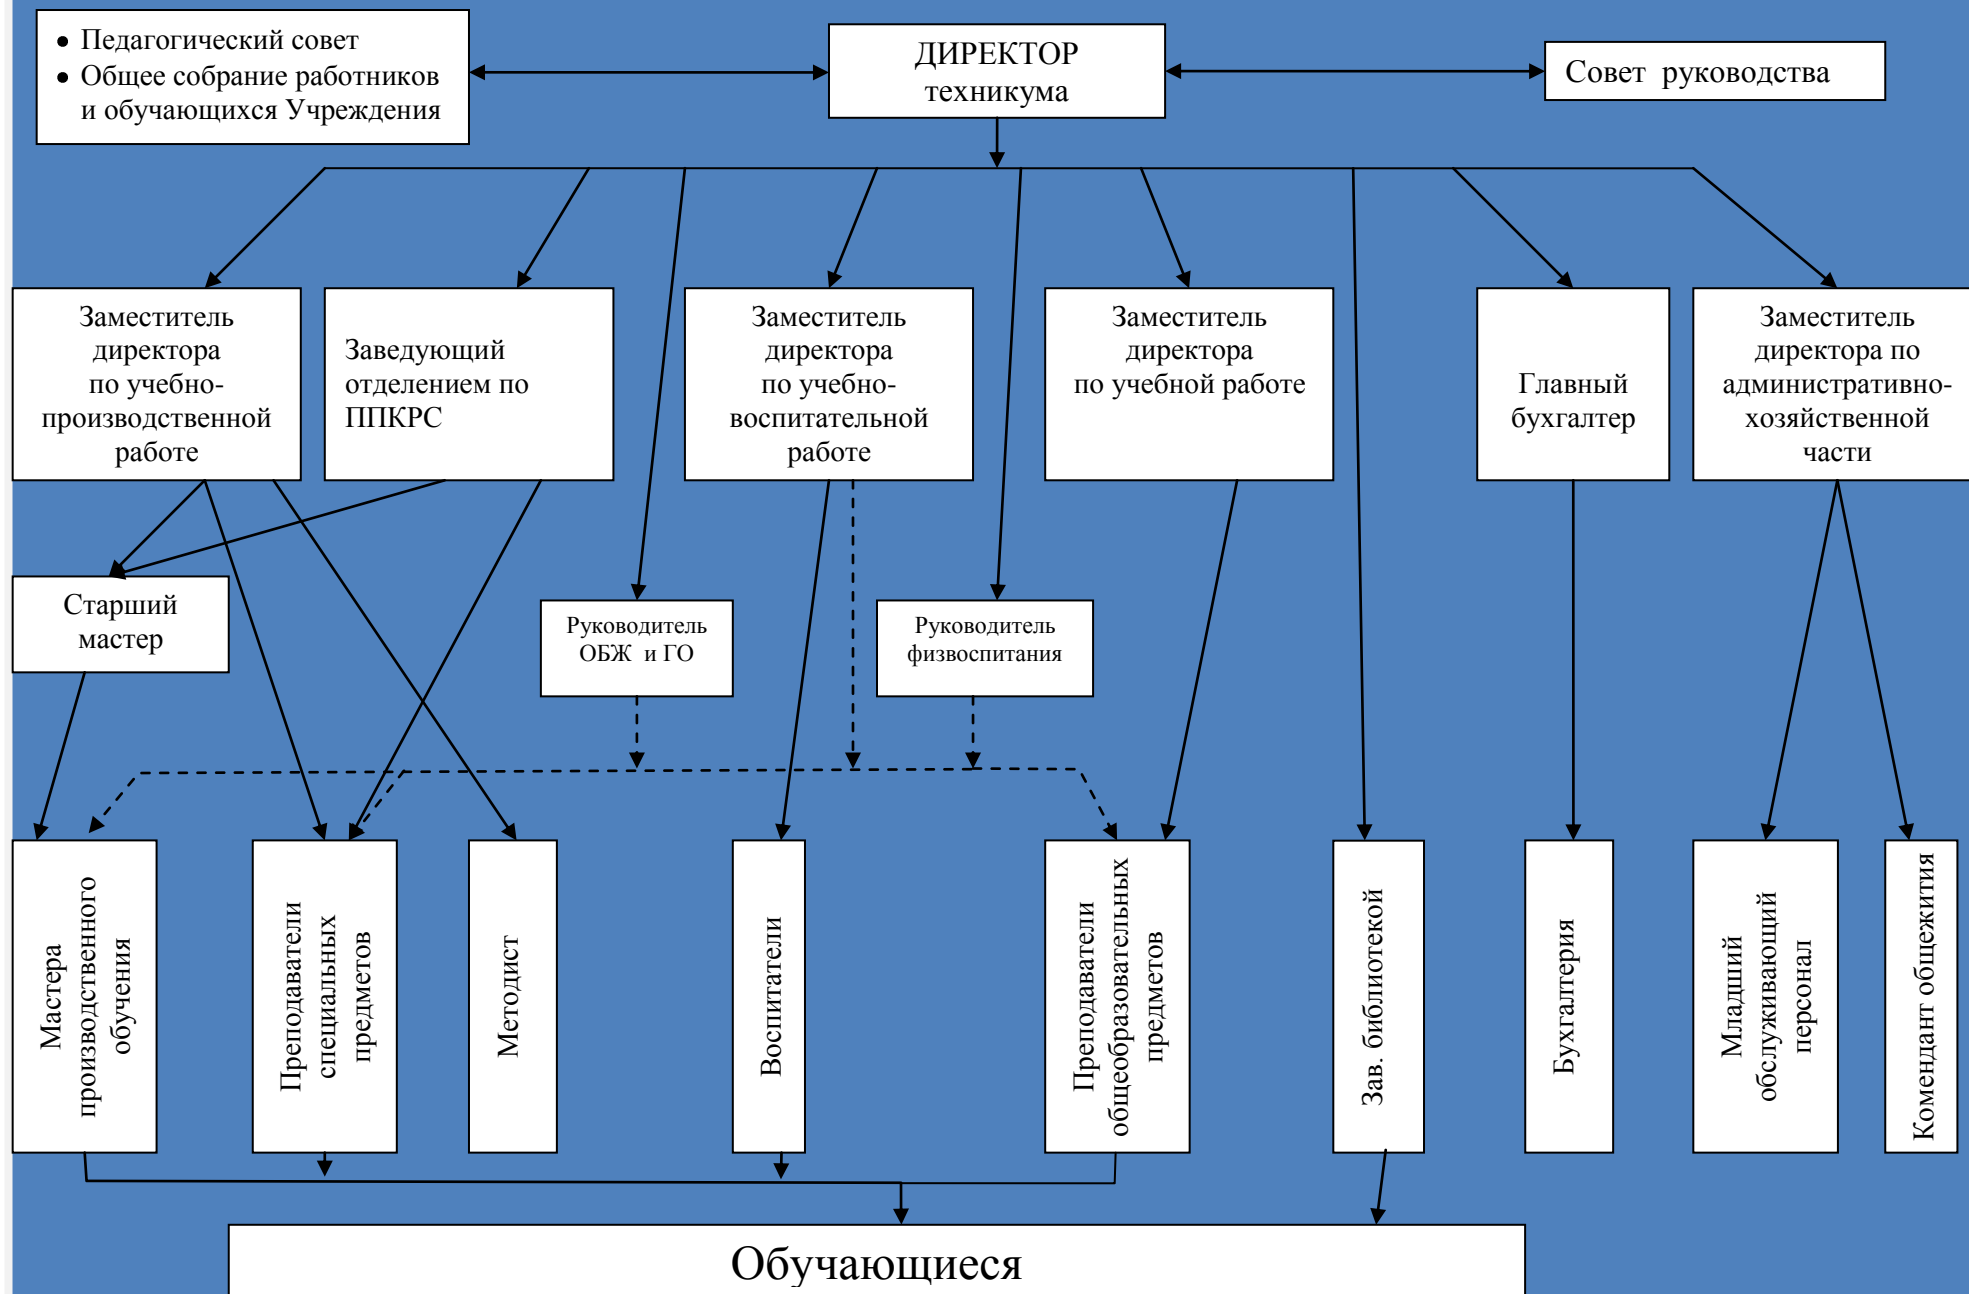 • Педагогический совет
• Общее собрание работников
и обучающихся Учреждения
ДИРЕКТОР
техникума
Совет руководства
Заместитель
директора
по учебно-
производственной
работе
Заведующий
отделением по
ППКРС
Заместитель
директора
по учебно-
воспитательной
работе
Заместитель
директора
по учебной работе
Главный
бухгалтер
Заместитель
директора по
административно-
хозяйственной
части
Старший
мастер
Руководитель
ОБЖ и ГО
Руководитель
физвоспитания
Мастера
производственного
обучения
Преподаватели
специальных
предметов
Методист
Воспитатели
Преподаватели
общеобразовательных
предметов
Зав. библиотекой
Бухгалтерия
Младший
обслуживающий
персонал
Комендант общежития
Обучающиеся